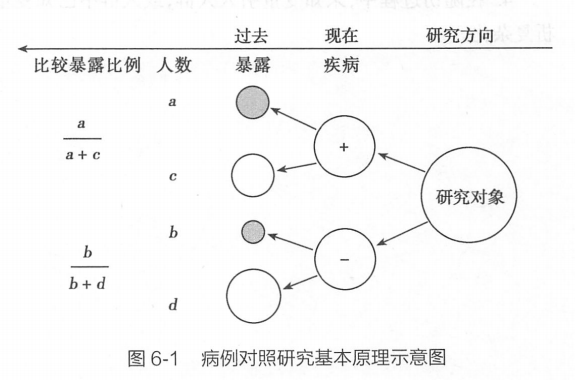 过去 现在 研究方向
比较暴露比例 人数 暴露 疾病
a
a
a + c
+
c
研究对象
b
b
b + d
−
d
图 6-1 病例对照研究基本原理示意图